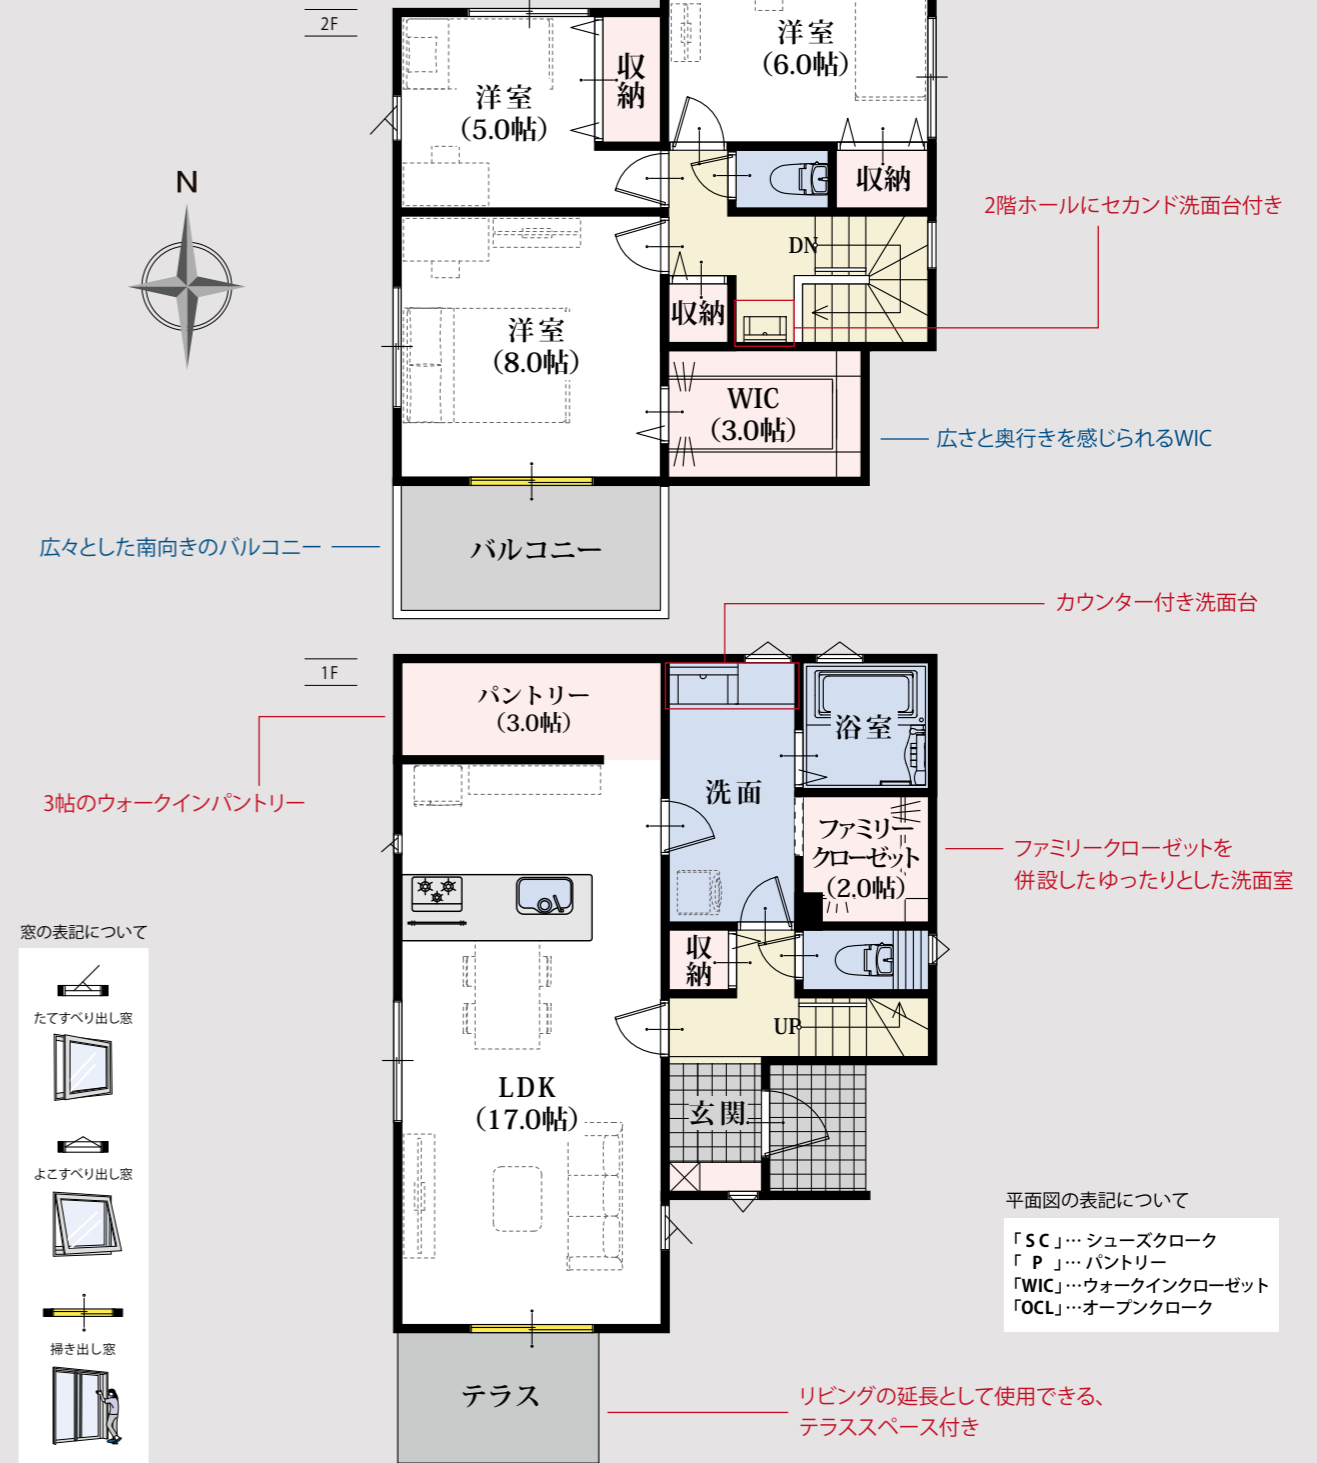 2F
洋室
(6.0帖)
収納
洋室
(5.0帖)
収納
N
2階ホールにセカンド洗面台付き
DN
収納
洋室
(8.0帖)
WIC
(3.0帖)
広さと奥行きを感じられるWIC
広々とした南向きのバルコニー
バルコニー
カウンター付き洗面台
1F
パントリー
(3.0帖)
浴室
洗面
3帖のウォークインパントリー
ファミリー
クローゼット
(2.0帖)
ファミリークローゼットを
併設したゆったりとした洗面室
収納
UP
LDK
(17.0帖)
玄関
テラス
リビングの延長として使用できる、
テラススペース付き
窓の表記について
たてすべり出し窓
よこすべり出し窓
掃き出し窓
平面図の表記について
「SC」…シューズクローク
「P」…パントリー
「WIC」…ウォークインクローゼット
「OCL」…オープンクローク